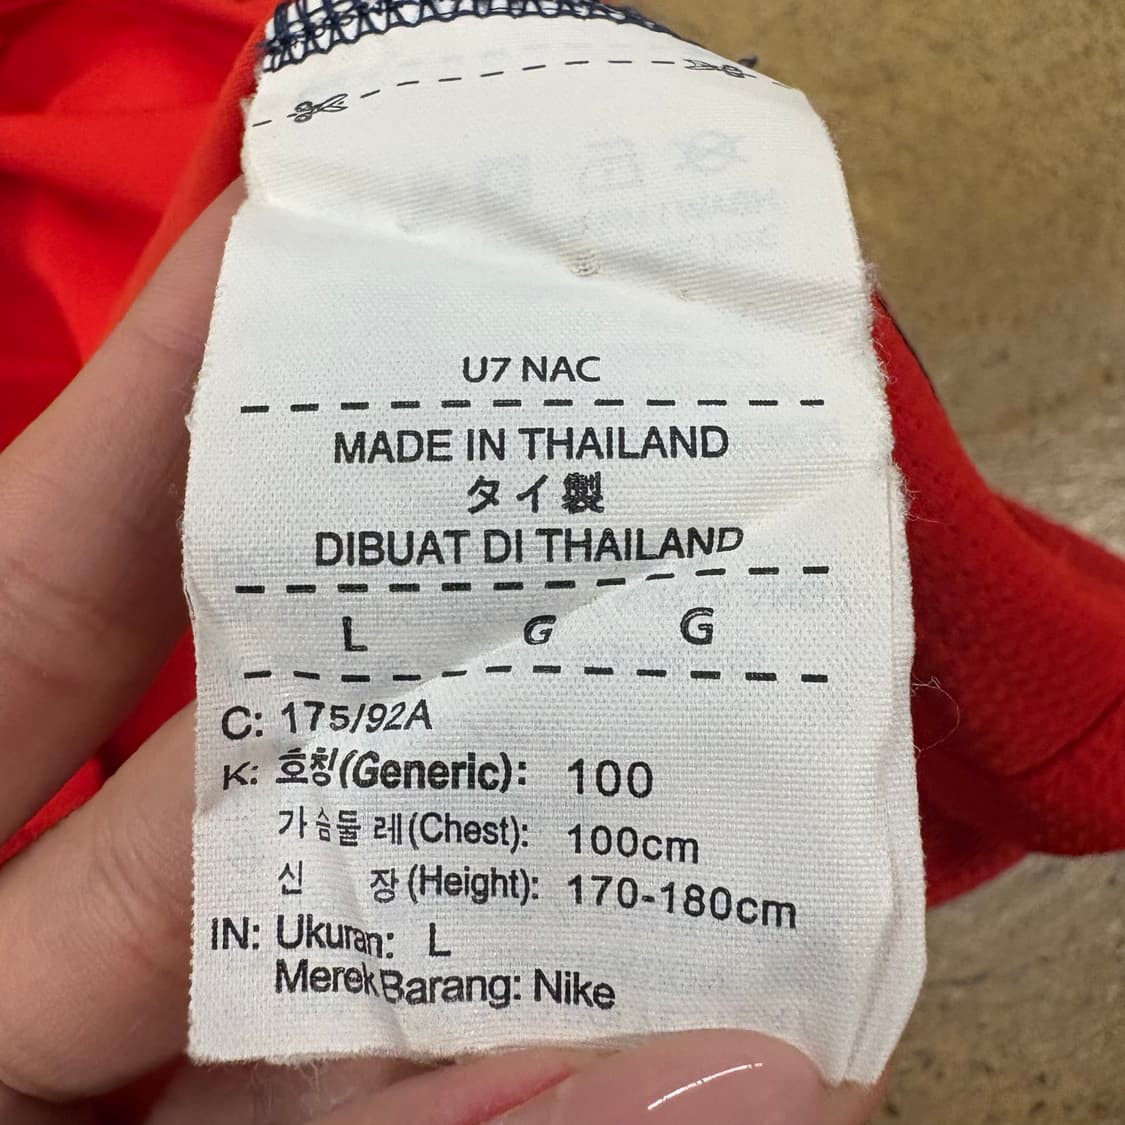 U7 NAC
MADE IN THAILAND
タイ製
DIBUAT DI THAILAND
L G G
C: 175/92A
K: 호칭(Generic): 100
가슴둘레(Chest): 100cm
신 장(Height): 170-180cm
IN: Ukuran: L
Merek Barang: Nike